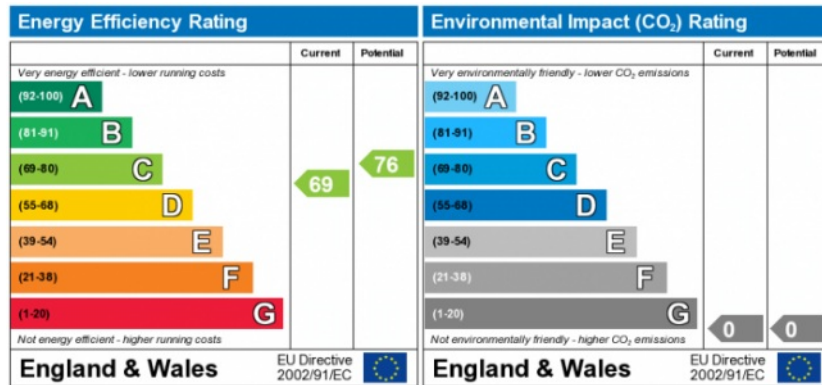 Energy Efficiency Rating
Current Potential
Very energy efficient - lower running costs
(92-100) A
(81-91) B
(69-80) C
(55-68) D
(39-54) E
(21-38) F
(1-20) G
69
76
Not energy efficient - higher running costs
England & Wales
EU Directive
2002/91/EC
Environmental Impact (CO₂) Rating
Current Potential
Very environmentally friendly - lower CO₂ emissions
(92-100) A
(81-91) B
(69-80) C
(55-68) D
(39-54) E
(21-38) F
(1-20) G
0
0
Not environmentally friendly - higher CO₂ emissions
England & Wales
EU Directive
2002/91/EC